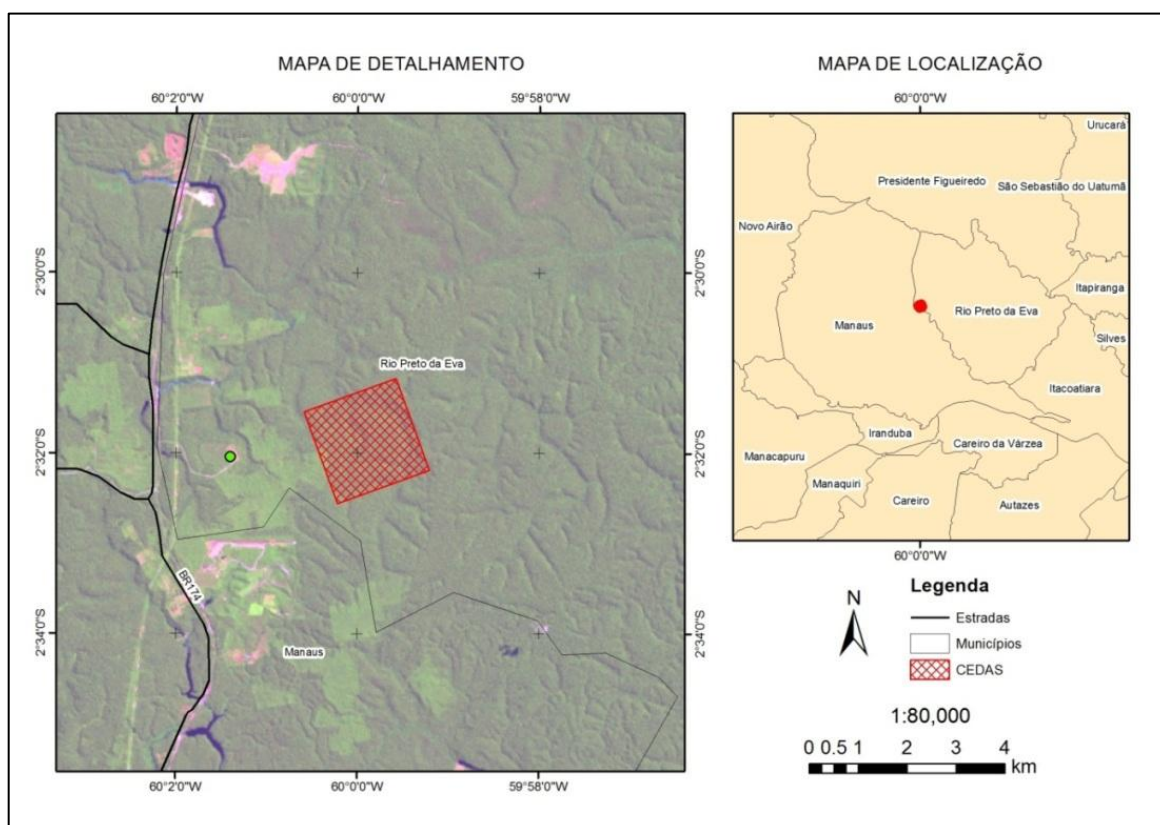 MAPA DE DETALHAMENTO
60°2'0"W 60°0'0"W 59°58'0"W
2°30'0"S 2°30'0"S
Rio Preto da Eva
2°32'0"S 2°32'0"S
BR174
2°34'0"S 2°34'0"S
Manaus
60°2'0"W 60°0'0"W 59°58'0"W
MAPA DE LOCALIZAÇÃO
60°0'0"W
Urucará
Presidente Figueiredo
São Sebastião do Uatumã
Novo Airão
Itapiranga
Rio Preto da Eva
Manaus
Silves
Itacoatiara
Iranduba
Careiro da Várzea
Manacapuru
Manaquiri
Careiro
Autazes
60°0'0"W
N
Legenda
Estradas
Municípios
CEDAS
1:80,000
0 0.5 1 2 3 4
km